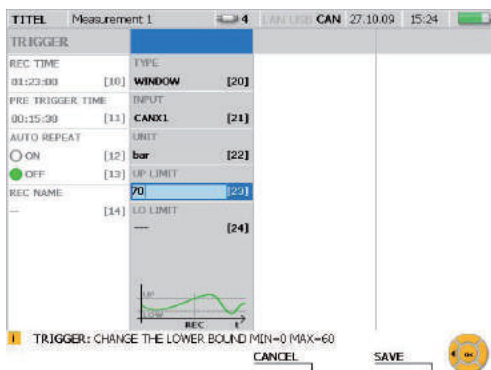 TITEL Measurement 1 4 LAN USB CAN 27.10.09 15:24
TRIGGER
REC TIME
01:23:00 [10]
PRE TRIGGER TIME
00:15:30 [11]
AUTO REPEAT
ON [12]
OFF [13]
REC NAME
--- [14]
TYPE
WINDOW [20]
INPUT
CANX1 [21]
UNIT
bar [22]
UP LIMIT
70 [23]
LO LIMIT
--- [24]
UP
LOW
REC t
! TRIGGER: CHANGE THE LOWER BOUND MIN=0 MAX=60
CANCEL SAVE OK